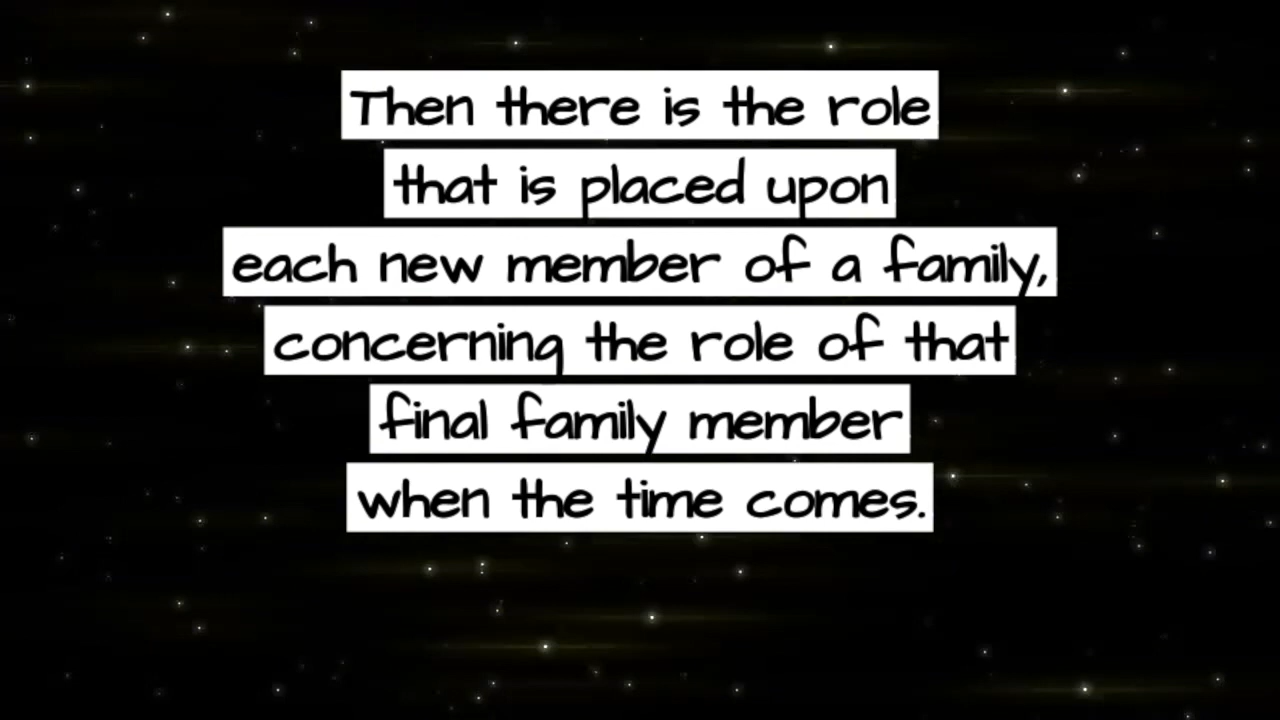 Then there is the role
that is placed upon
each new member of a family,
concerning the role of that
final family member
when the time comes.